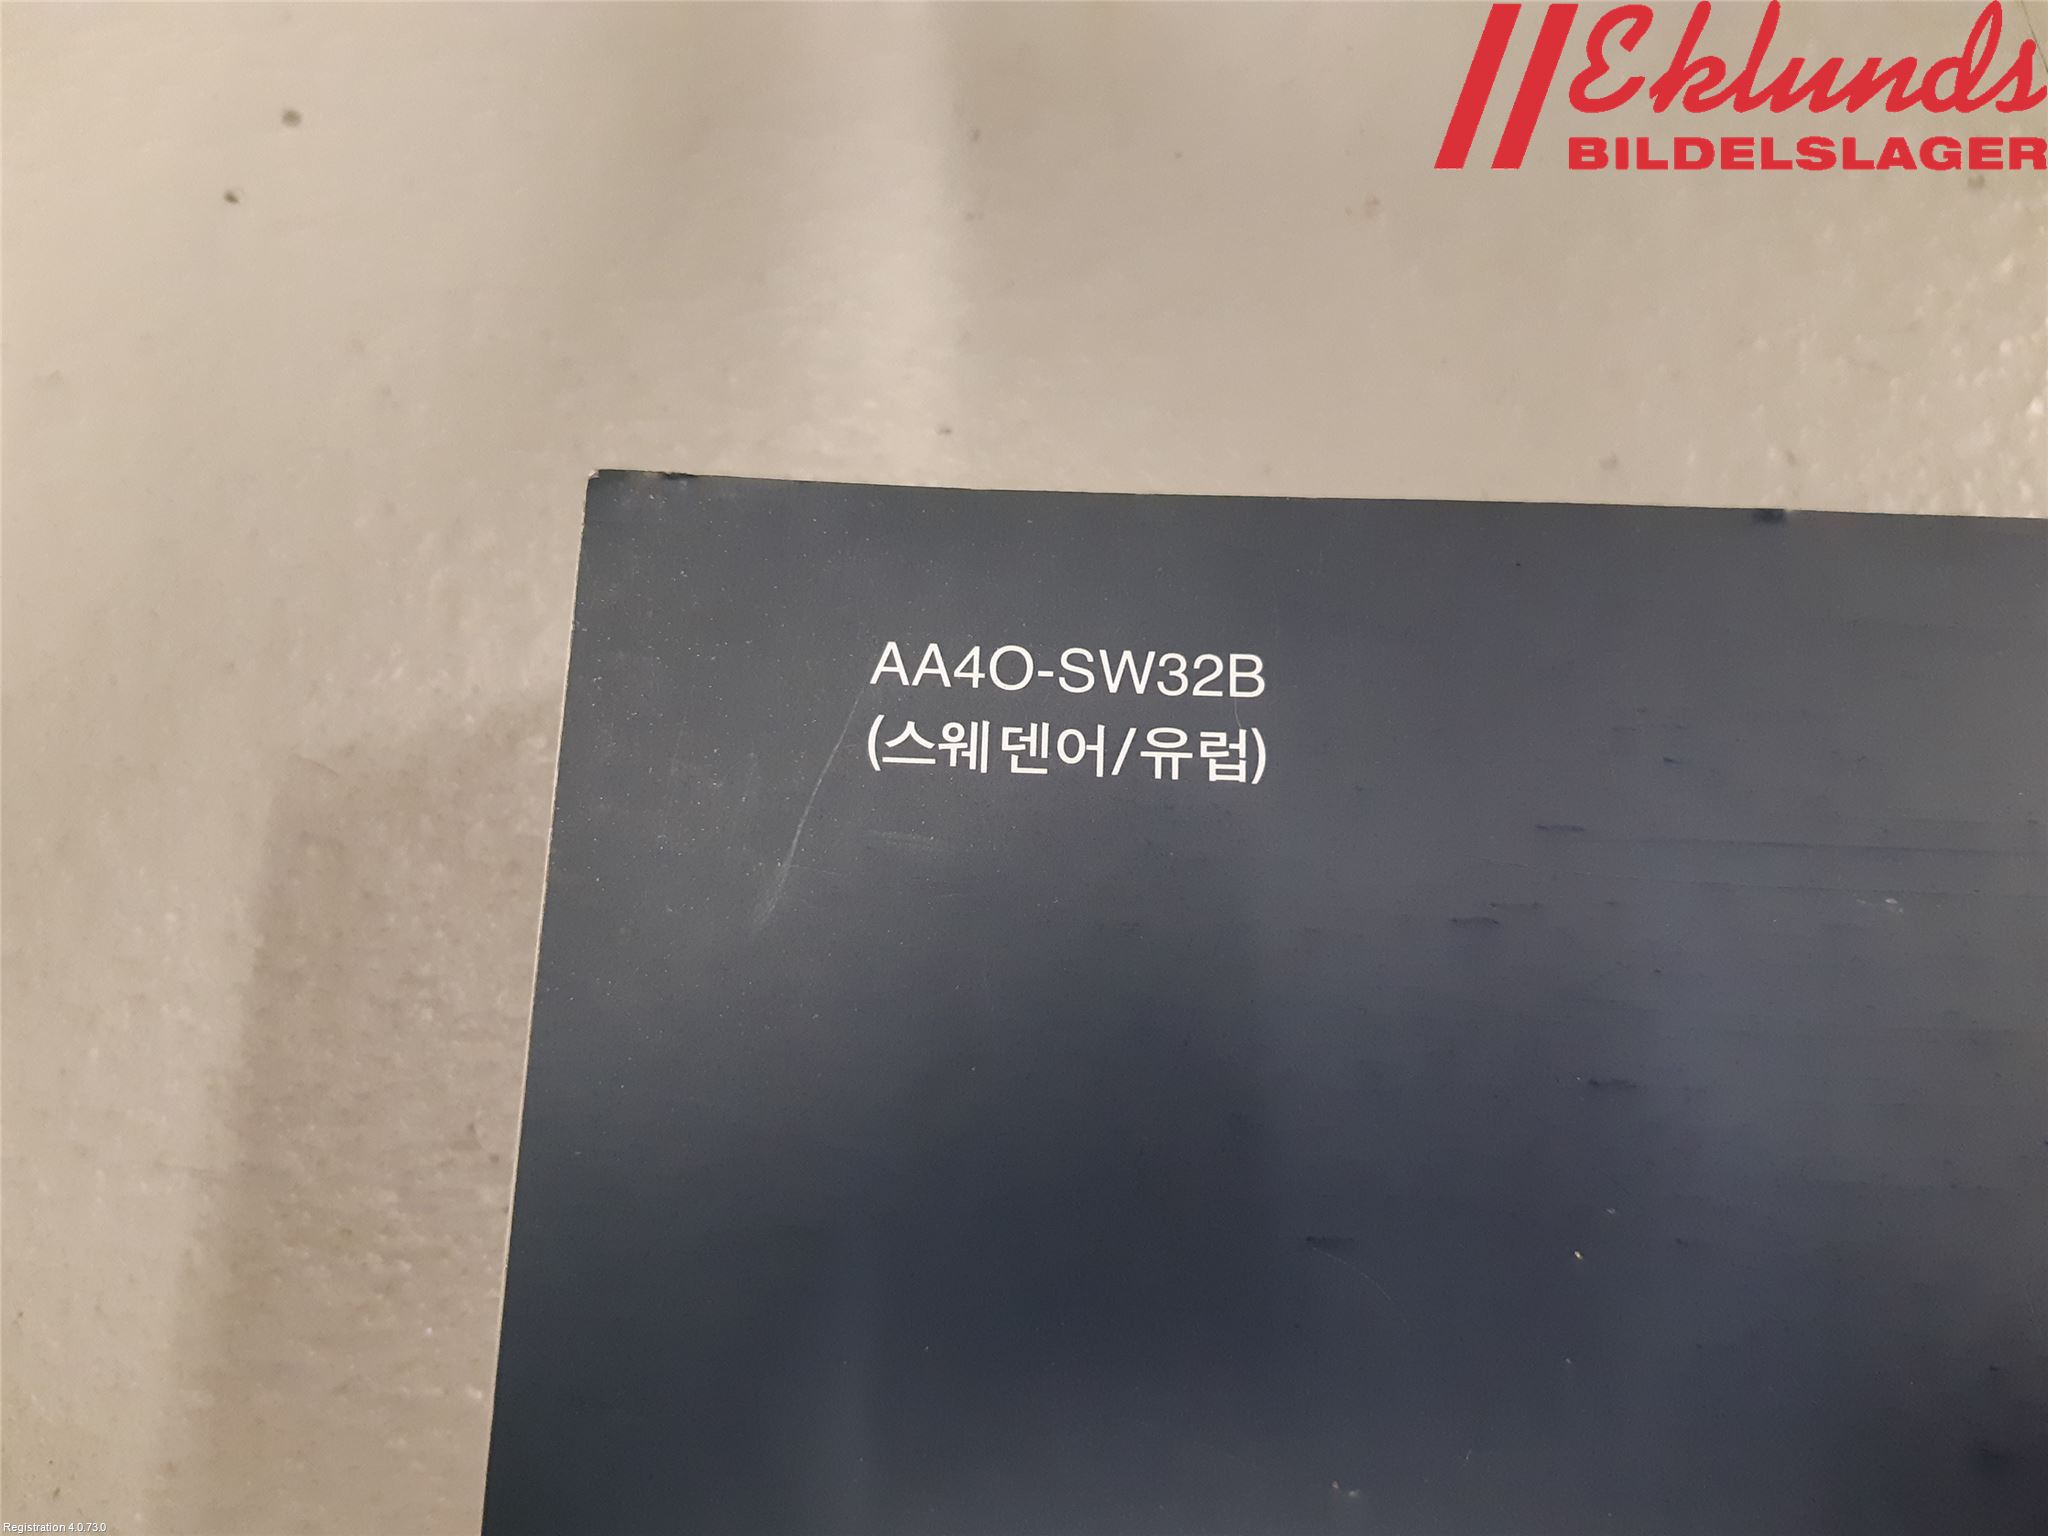 Eklunds
BILDELSLAGER
AA4O-SW32B
(스웨덴어/유럽)
Registration 4.0.73.0